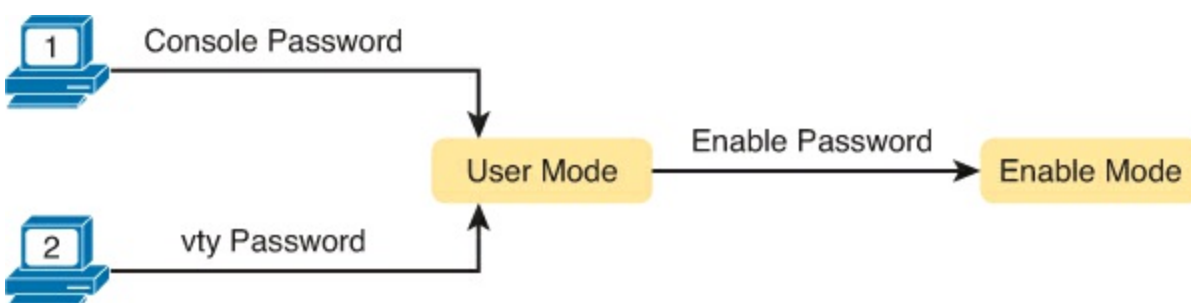 1
Console Password
Enable Password
User Mode
Enable Mode
2
vty Password